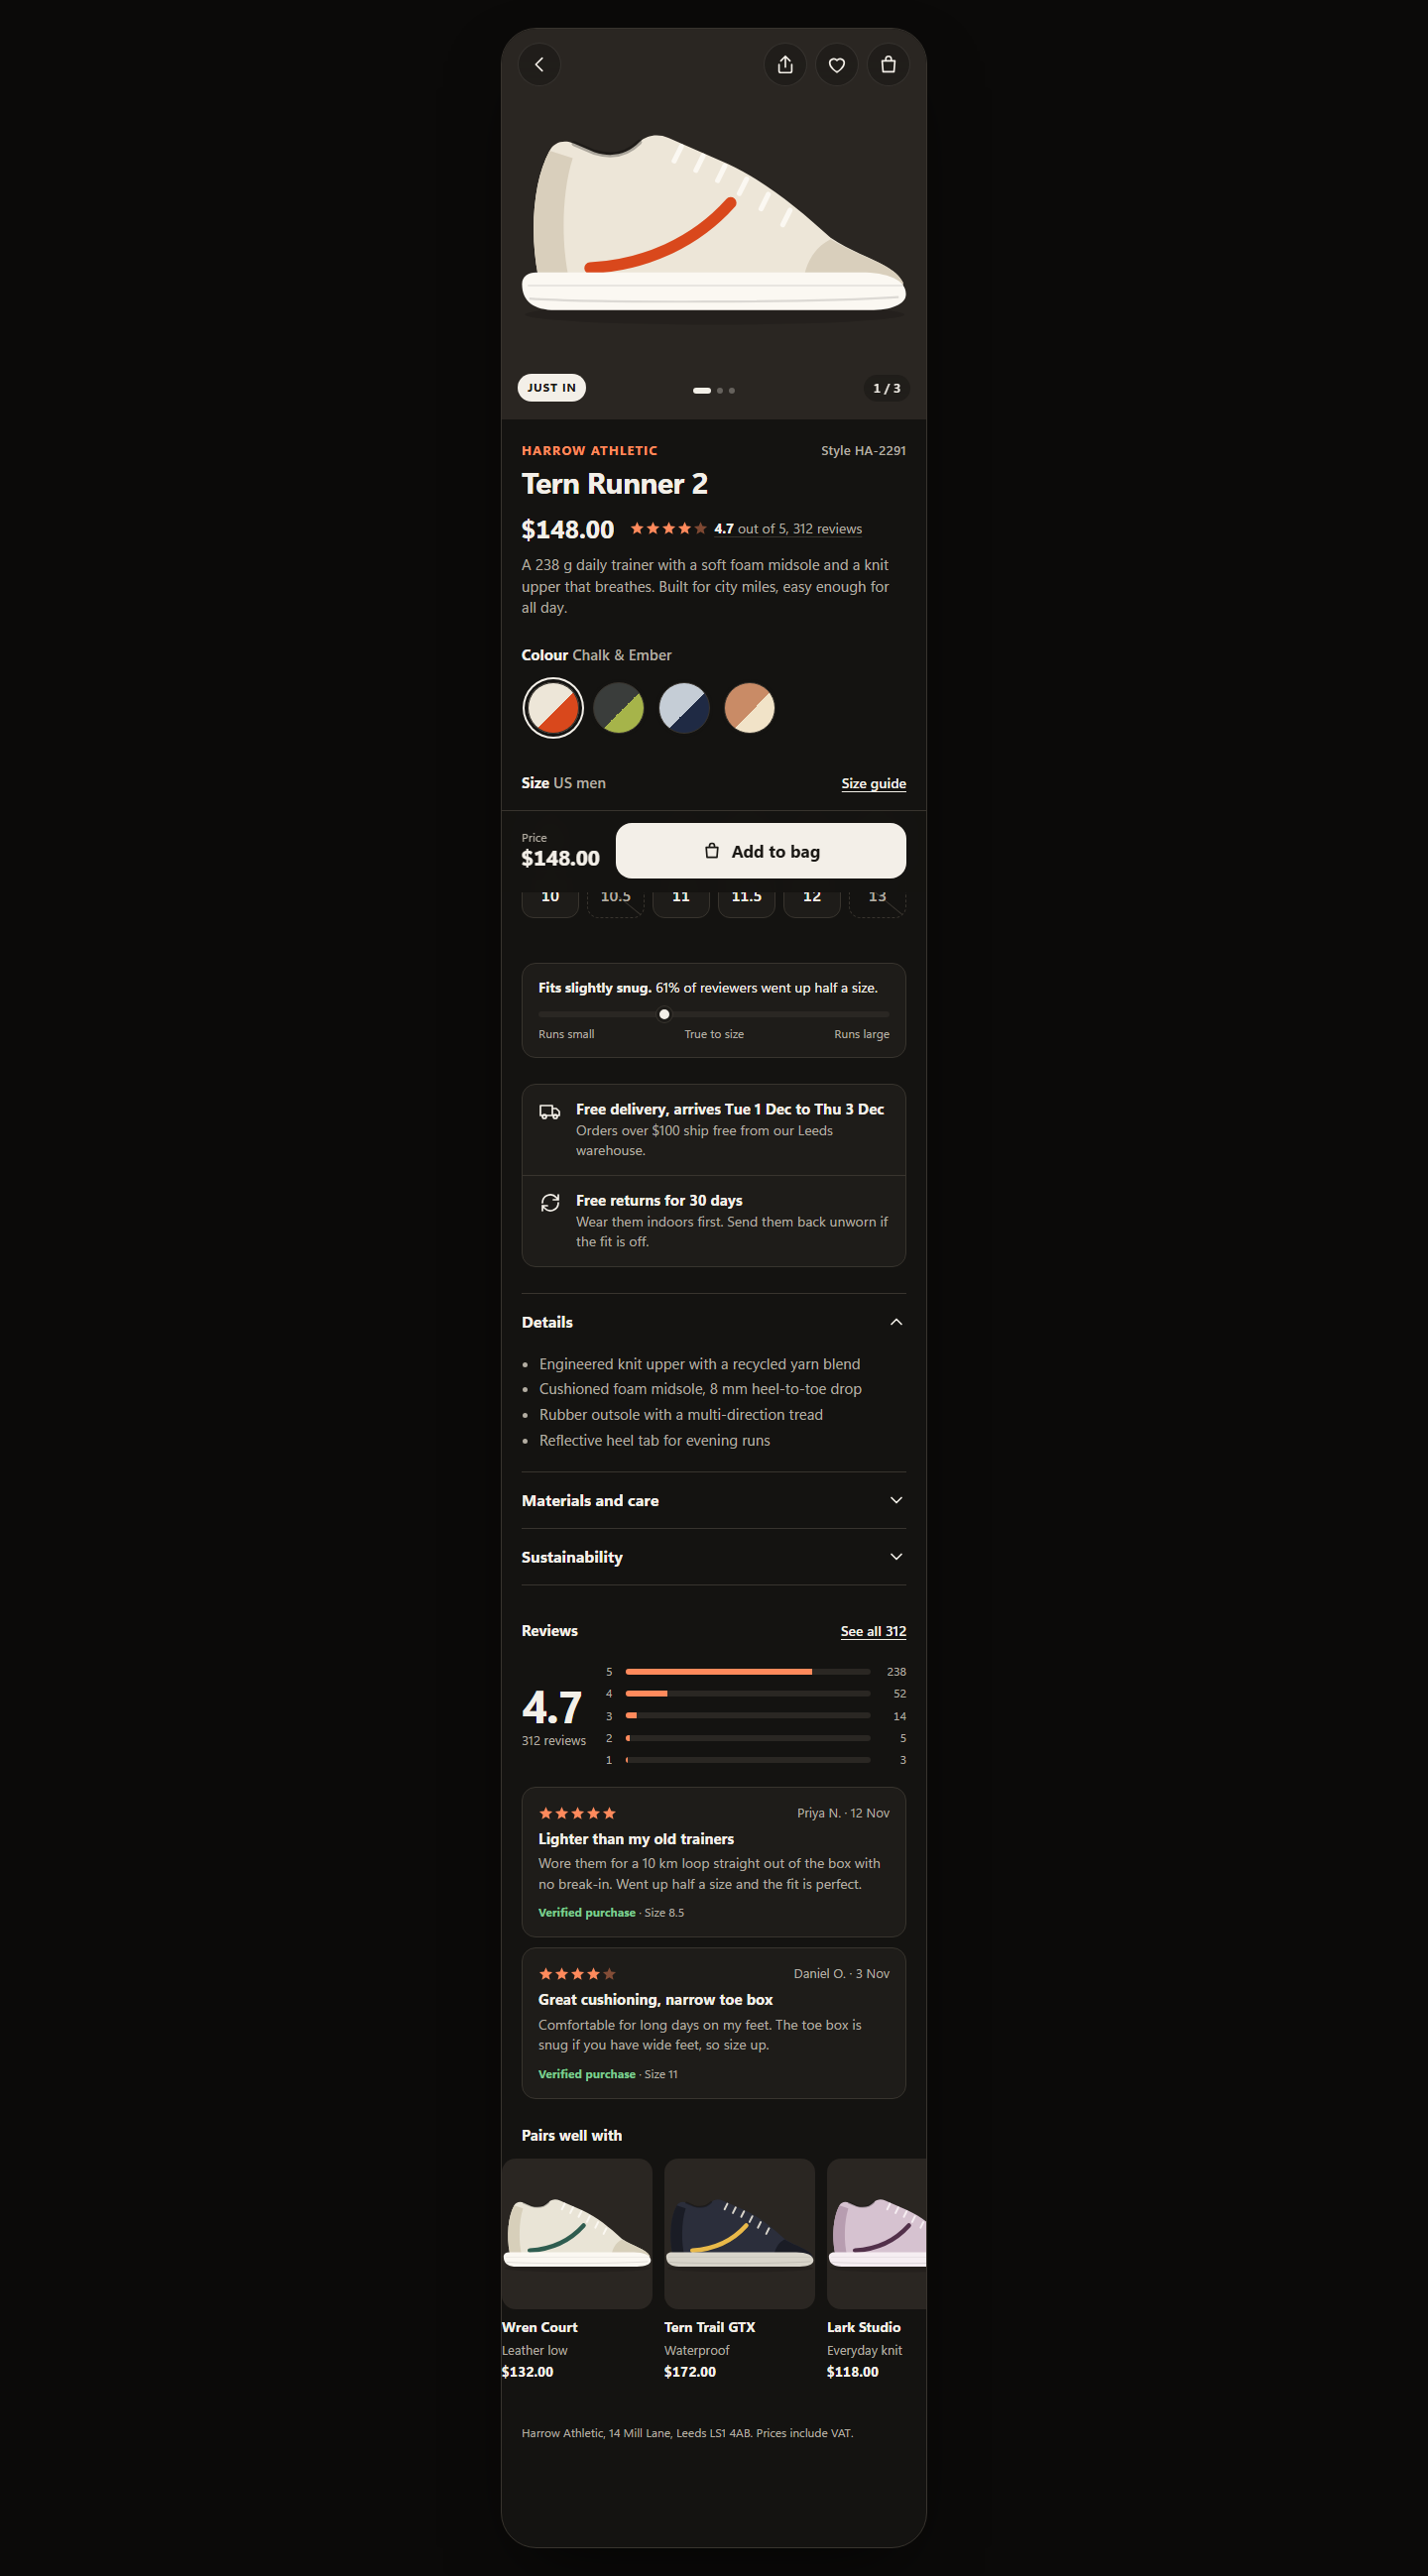 JUST IN
1 / 3
HARROW ATHLETIC
Style HA-2291
Tern Runner 2
$148.00
4.7 out of 5, 312 reviews
A 238 g daily trainer with a soft foam midsole and a knit
upper that breathes. Built for city miles, easy enough for
all day.
Colour Chalk & Ember
Size US men
Size guide
Price
$148.00
Add to bag
10
10.5
11
11.5
12
13
Fits slightly snug. 61% of reviewers went up half a size.
Runs small
True to size
Runs large
Free delivery, arrives Tue 1 Dec to Thu 3 Dec
Orders over $100 ship free from our Leeds
warehouse.
Free returns for 30 days
Wear them indoors first. Send them back unworn if
the fit is off.
Details
• Engineered knit upper with a recycled yarn blend
• Cushioned foam midsole, 8 mm heel-to-toe drop
• Rubber outsole with a multi-direction tread
• Reflective heel tab for evening runs
Materials and care
Sustainability
Reviews
See all 312
4.7
312 reviews
5 238
4 52
3 14
2 5
1 3
Priya N. · 12 Nov
Lighter than my old trainers
Wore them for a 10 km loop straight out of the box with
no break-in. Went up half a size and the fit is perfect.
Verified purchase · Size 8.5
Daniel O. · 3 Nov
Great cushioning, narrow toe box
Comfortable for long days on my feet. The toe box is
snug if you have wide feet, so size up.
Verified purchase · Size 11
Pairs well with
Wren Court
Leather low
$132.00
Tern Trail GTX
Waterproof
$172.00
Lark Studio
Everyday knit
$118.00
Harrow Athletic, 14 Mill Lane, Leeds LS1 4AB. Prices include VAT.